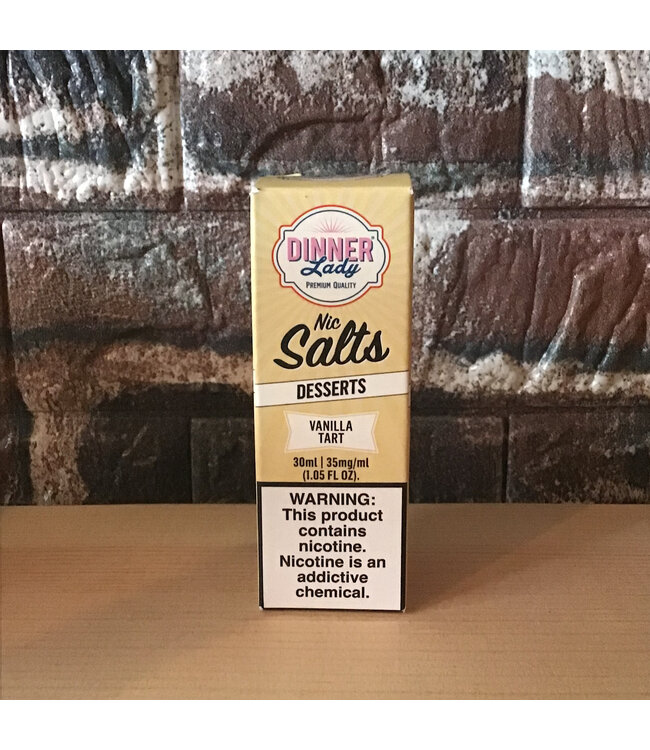 DINNER
Lady
PREMIUM QUALITY
Nic
Salts
DESSERTS
VANILLA
TART
30ml | 35mg/ml
(1.05 FL OZ).
WARNING:
This product
contains
nicotine.
Nicotine is an
addictive
chemical.